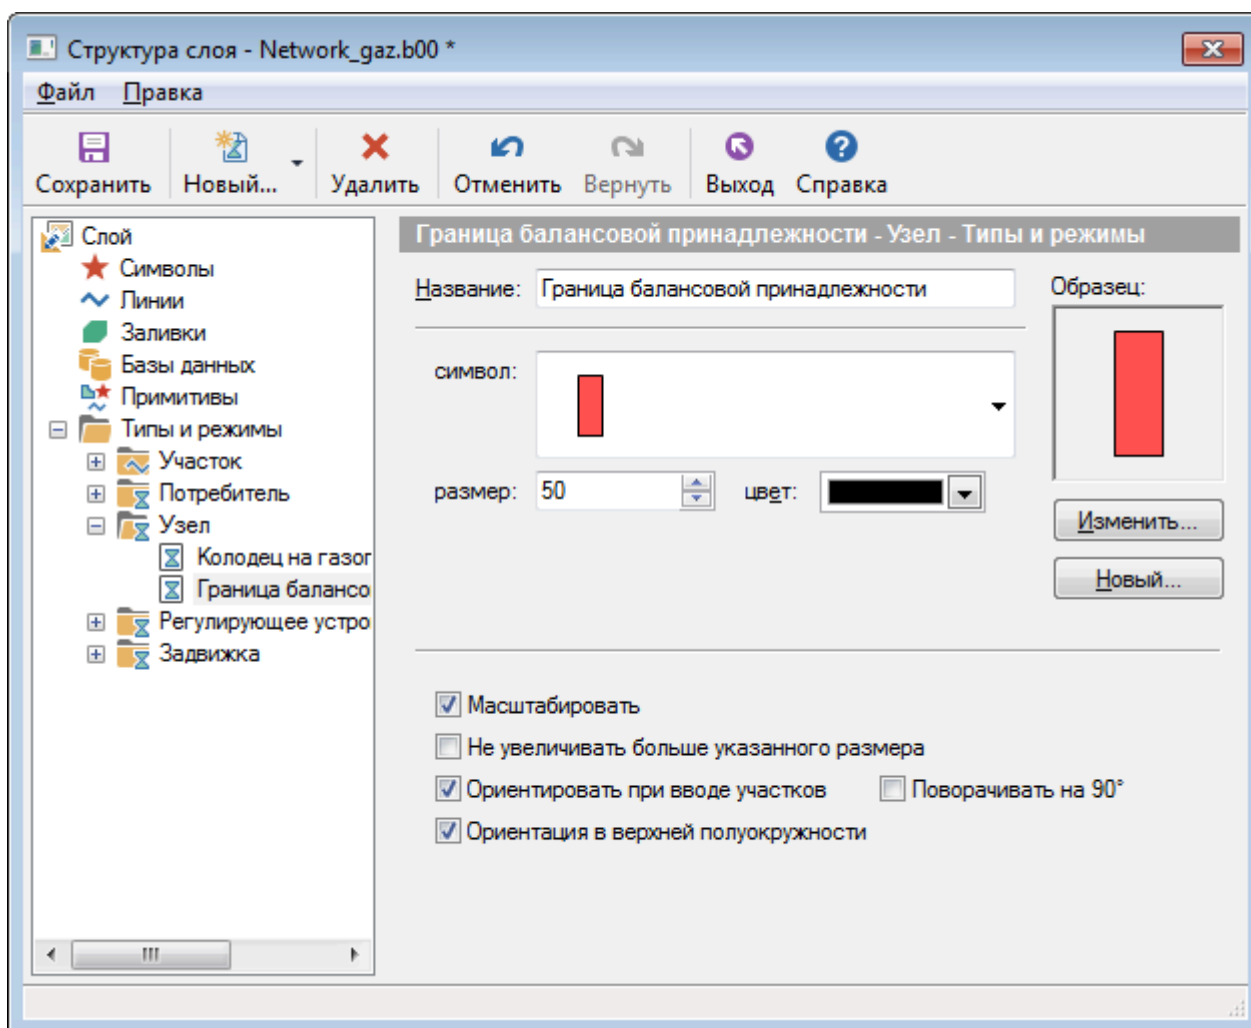 Структура слоя - Network_gaz.b00 *
Файл Правка
Сохранить Новый... Удалить Отменить Вернуть Выход Справка
Слой
Символы
Линии
Заливки
Базы данных
Примитивы
Типы и режимы
Участок
Потребитель
Узел
Колодец на газог
Граница балансо
Регулирующее устро
Задвижка
Граница балансовой принадлежности - Узел - Типы и режимы
Название: Граница балансовой принадлежности
Образец:
символ:
размер: 50 цвет:
Изменить...
Новый...
Масштабировать
Не увеличивать больше указанного размера
Ориентировать при вводе участков Поворачивать на 90°
Ориентация в верхней полуокружности